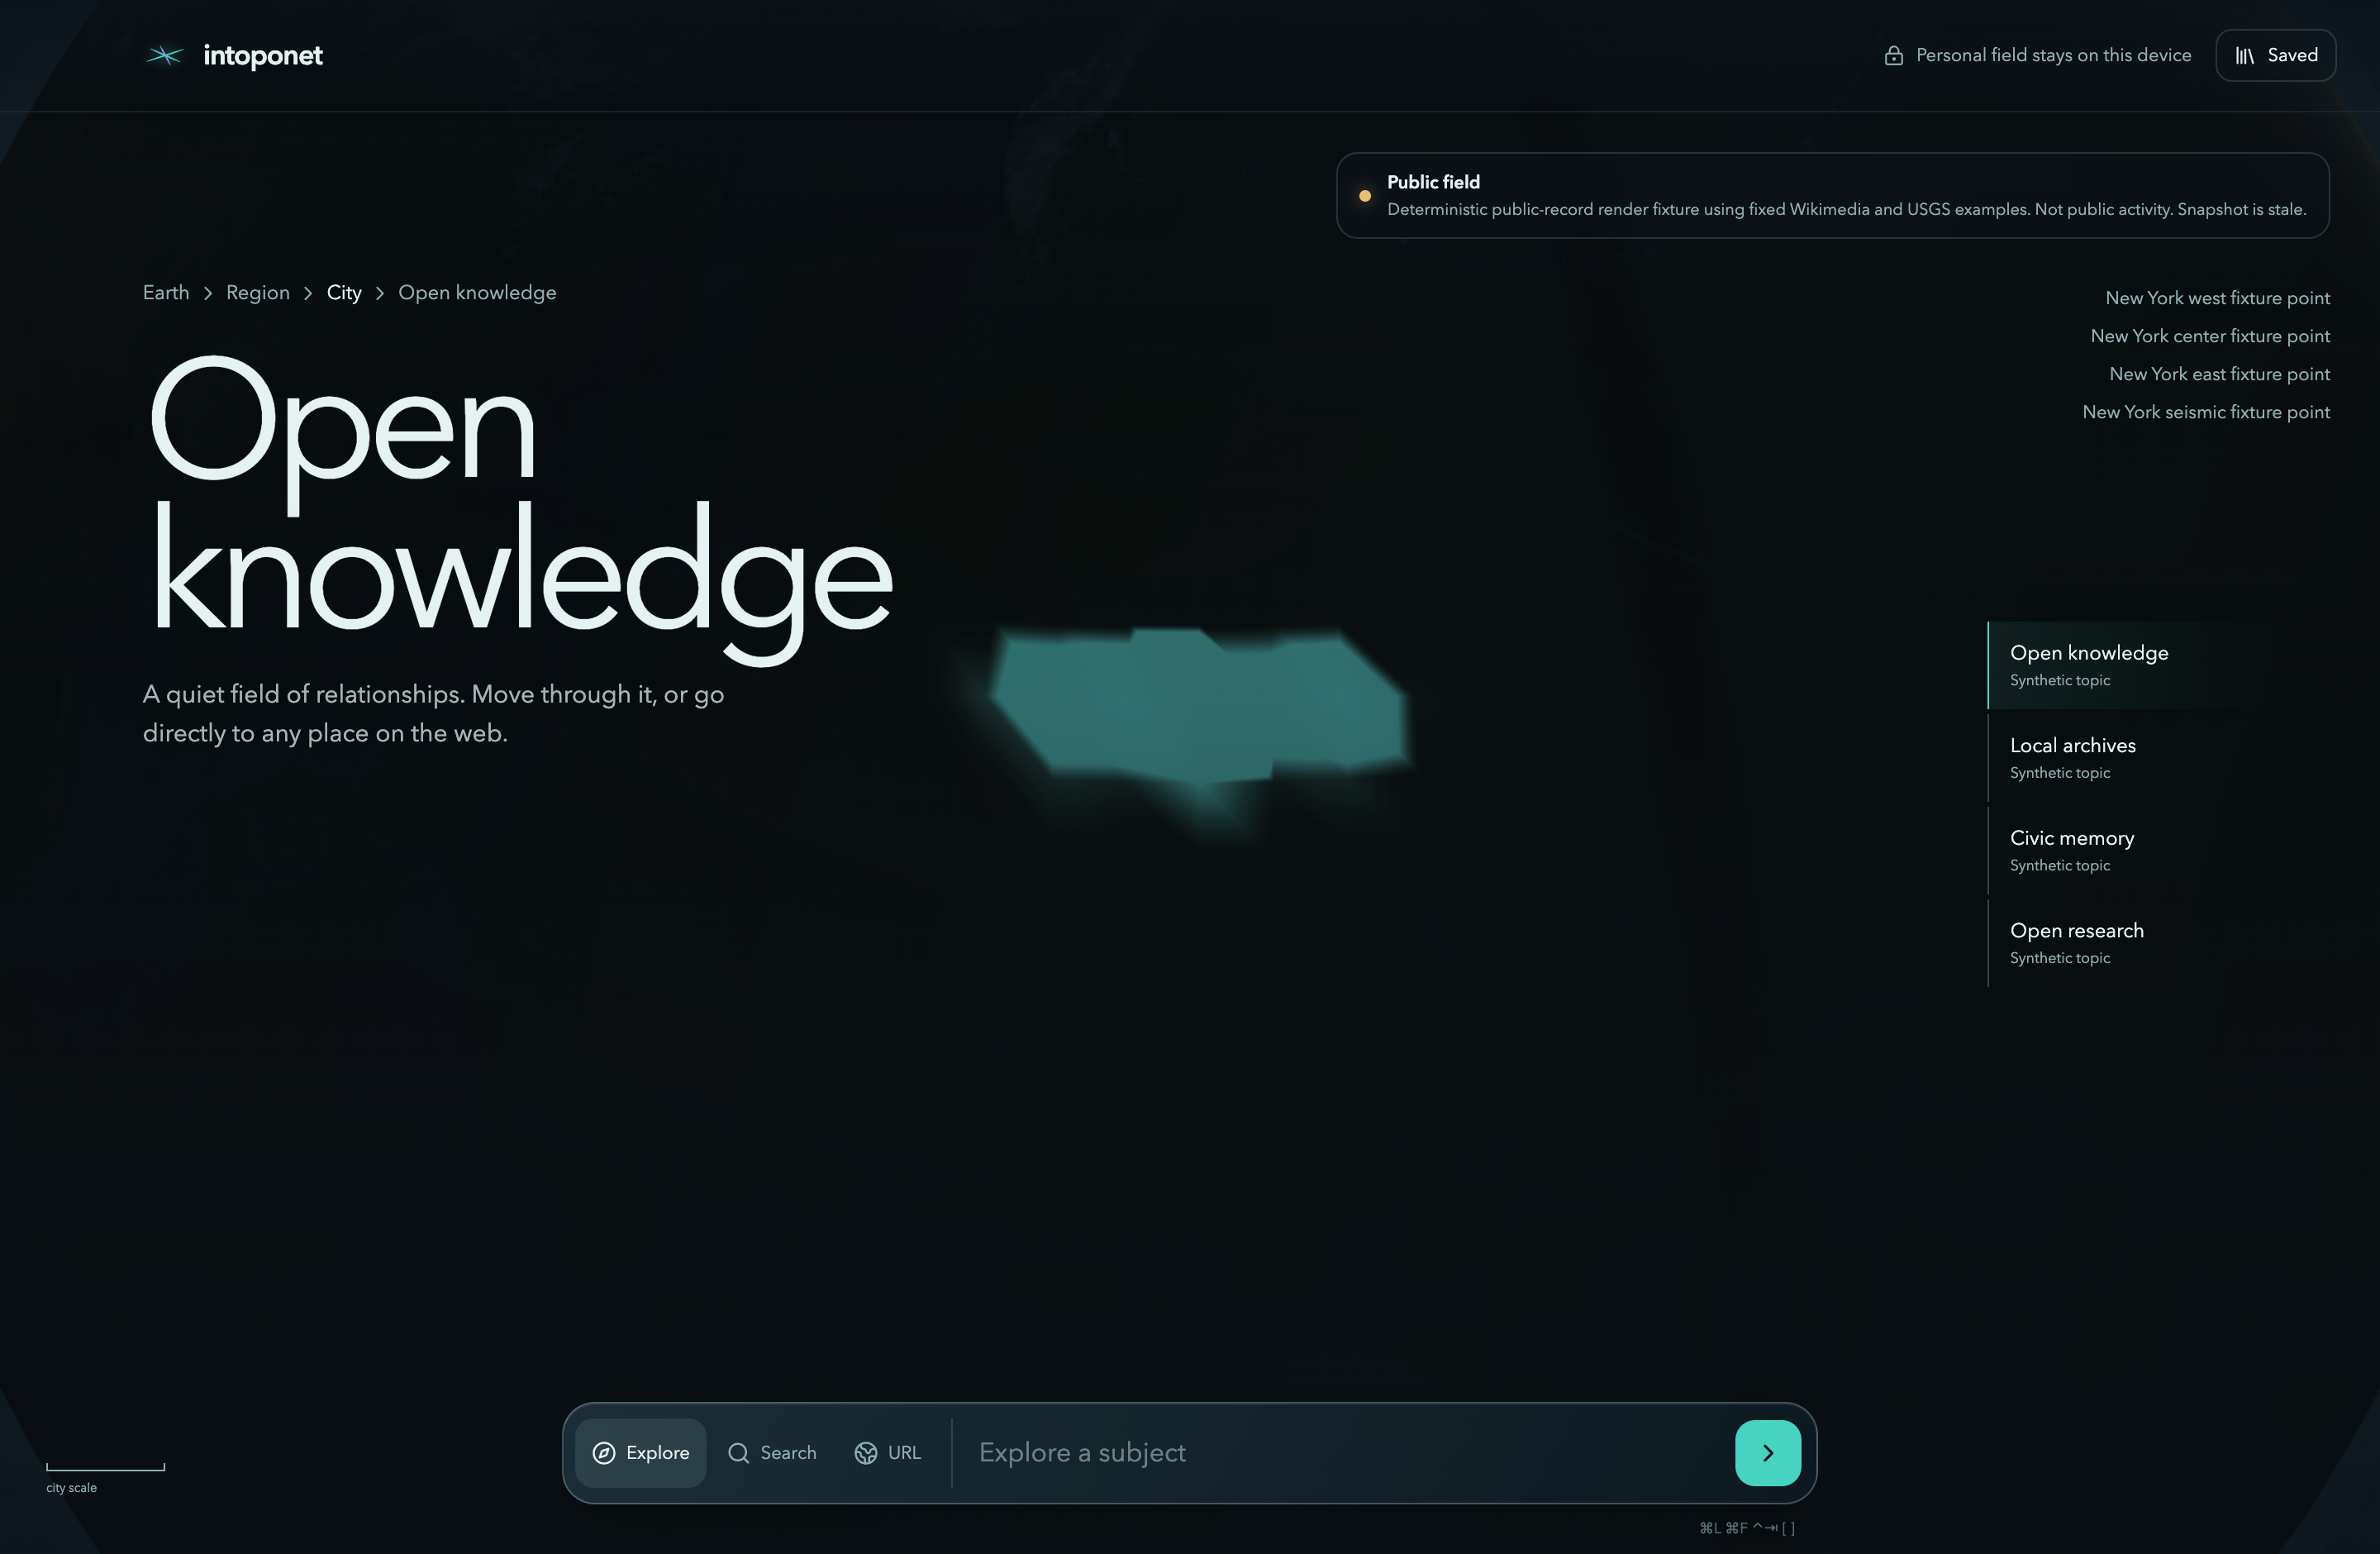 intoponet
Personal field stays on this device
Saved
Public field
Deterministic public-record render fixture using fixed Wikimedia and USGS examples. Not public activity. Snapshot is stale.
Earth > Region > City > Open knowledge
New York west fixture point
New York center fixture point
New York east fixture point
New York seismic fixture point
Open
knowledge
A quiet field of relationships. Move through it, or go
directly to any place on the web.
Open knowledge
Synthetic topic
Local archives
Synthetic topic
Civic memory
Synthetic topic
Open research
Synthetic topic
Explore
Search
URL
Explore a subject
city scale
⌘L ⌘F ⌃⇥ [ ]